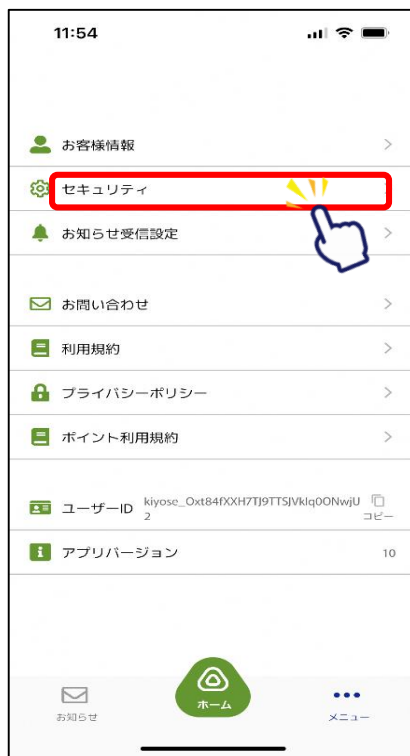 11:54
お客様情報
セキュリティ
お知らせ受信設定
お問い合わせ
利用規約
プライバシーポリシー
ポイント利用規約
ユーザーID kiyose_Oxt84fXXH7TJ9TTSJVklq0ONwjU
2
コピー
アプリバージョン 10
お知らせ
ホーム
メニュー